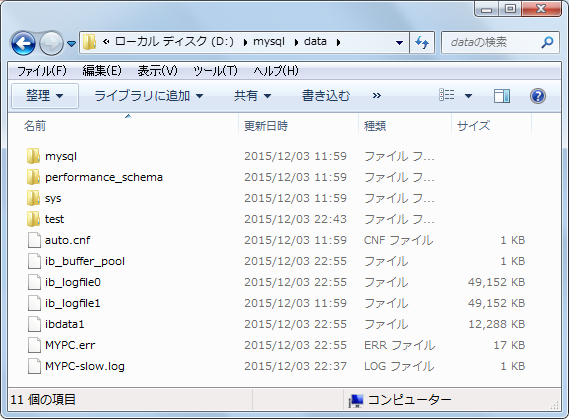 « ローカル ディスク (D:) ▸ mysql ▸ data ▸ dataの検索
ファイル(F) 編集(E) 表示(V) ツール(T) ヘルプ(H)
整理 ライブラリに追加 共有 書き込む »
名前 更新日時 種類 サイズ
mysql 2015/12/03 11:59 ファイル フ...
performance_schema 2015/12/03 11:59 ファイル フ...
sys 2015/12/03 11:59 ファイル フ...
test 2015/12/03 22:43 ファイル フ...
auto.cnf 2015/12/03 11:59 CNF ファイル 1 KB
ib_buffer_pool 2015/12/03 22:55 ファイル 1 KB
ib_logfile0 2015/12/03 22:55 ファイル 49,152 KB
ib_logfile1 2015/12/03 11:59 ファイル 49,152 KB
ibdata1 2015/12/03 22:55 ファイル 12,288 KB
MYPC.err 2015/12/03 22:55 ERR ファイル 17 KB
MYPC-slow.log 2015/12/03 22:37 LOG ファイル 1 KB
11 個の項目 コンピューター